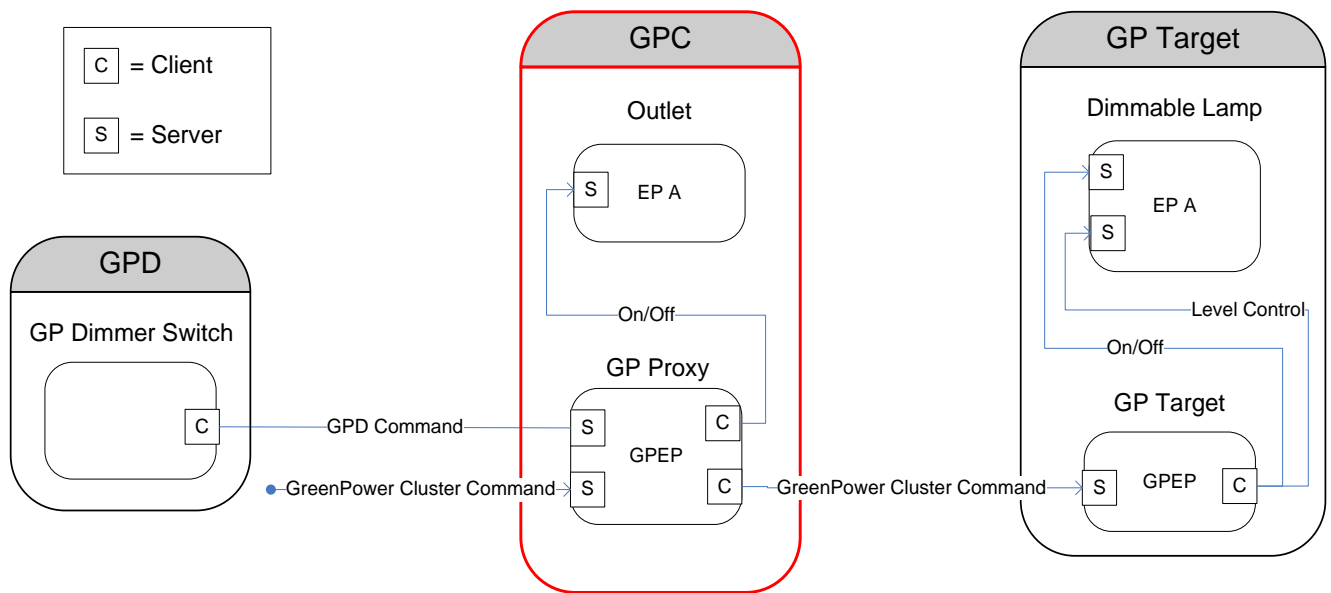 C = Client
S = Server
GPD
GP Dimmer Switch
C
GPD Command
GreenPower Cluster Command
GPC
Outlet
S
EP A
On/Off
GP Proxy
S
C
GPEP
S
C
GreenPower Cluster Command
GP Target
Dimmable Lamp
S
EP A
S
Level Control
On/Off
GP Target
S
GPEP
C